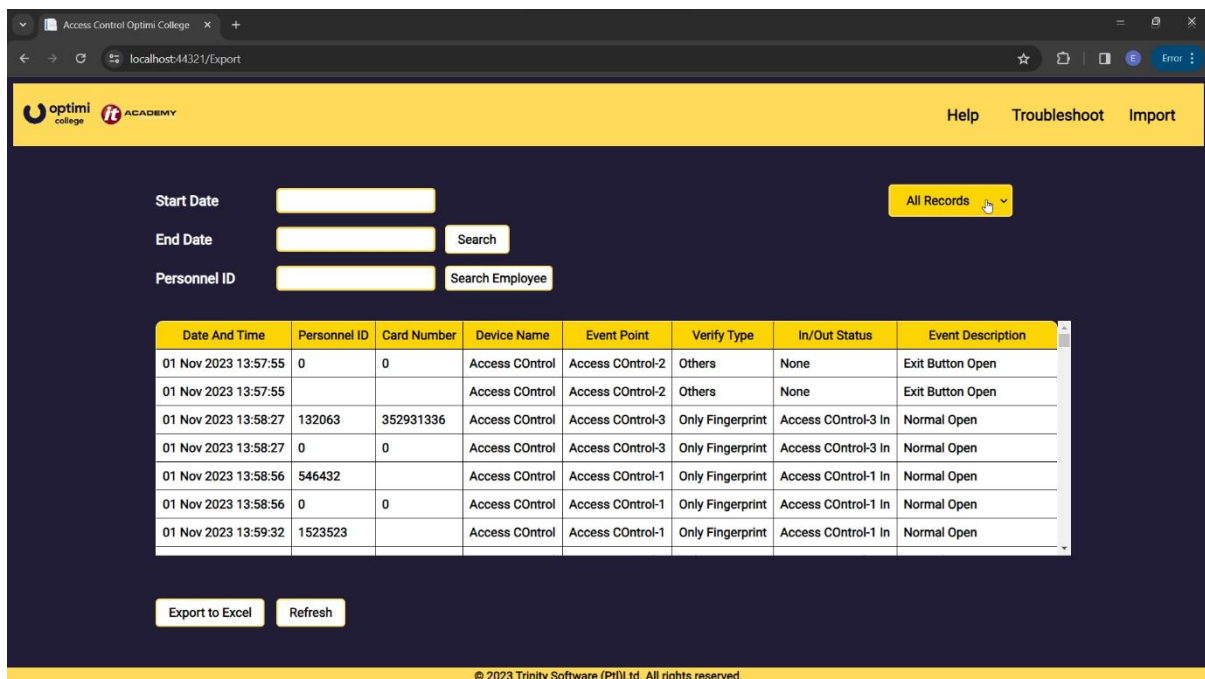 Access Control Optimi College
localhost:44321/Export
E
Error
optimi
college
it ACADEMY
Help Troubleshoot Import
Start Date
All Records
End Date
Search
Personnel ID
Search Employee
Date And Time Personnel ID Card Number Device Name Event Point Verify Type In/Out Status Event Description
01 Nov 2023 13:57:55 0 0 Access COntrol Access COntrol-2 Others None Exit Button Open
01 Nov 2023 13:57:55 Access COntrol Access COntrol-2 Others None Exit Button Open
01 Nov 2023 13:58:27 132063 352931336 Access COntrol Access COntrol-3 Only Fingerprint Access COntrol-3 In Normal Open
01 Nov 2023 13:58:27 0 0 Access COntrol Access COntrol-3 Only Fingerprint Access COntrol-3 In Normal Open
01 Nov 2023 13:58:56 546432 Access COntrol Access COntrol-1 Only Fingerprint Access COntrol-1 In Normal Open
01 Nov 2023 13:58:56 0 0 Access COntrol Access COntrol-1 Only Fingerprint Access COntrol-1 In Normal Open
01 Nov 2023 13:59:32 1523523 Access COntrol Access COntrol-1 Only Fingerprint Access COntrol-1 In Normal Open
Export to Excel Refresh
© 2023 Trinity Software (Ptl)Ltd. All rights reserved